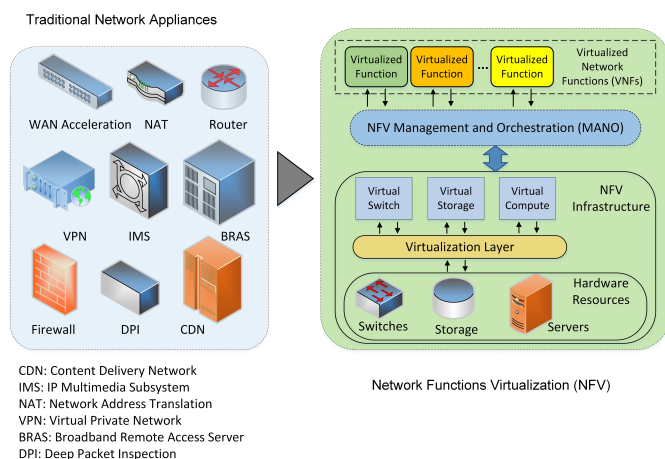 Traditional Network Appliances
WAN Acceleration
NAT
Router
VPN
IMS
BRAS
Firewall
DPI
CDN
CDN: Content Delivery Network
IMS: IP Multimedia Subsystem
NAT: Network Address Translation
VPN: Virtual Private Network
BRAS: Broadband Remote Access Server
DPI: Deep Packet Inspection
Virtualized
Function
Virtualized
Function
...
Virtualized
Function
Virtualized
Network
Functions (VNFs)
NFV Management and Orchestration (MANO)
Virtual
Switch
Virtual
Storage
Virtual
Compute
NFV
Infrastructure
Virtualization Layer
Hardware
Resources
Switches
Storage
Servers
Network Functions Virtualization (NFV)